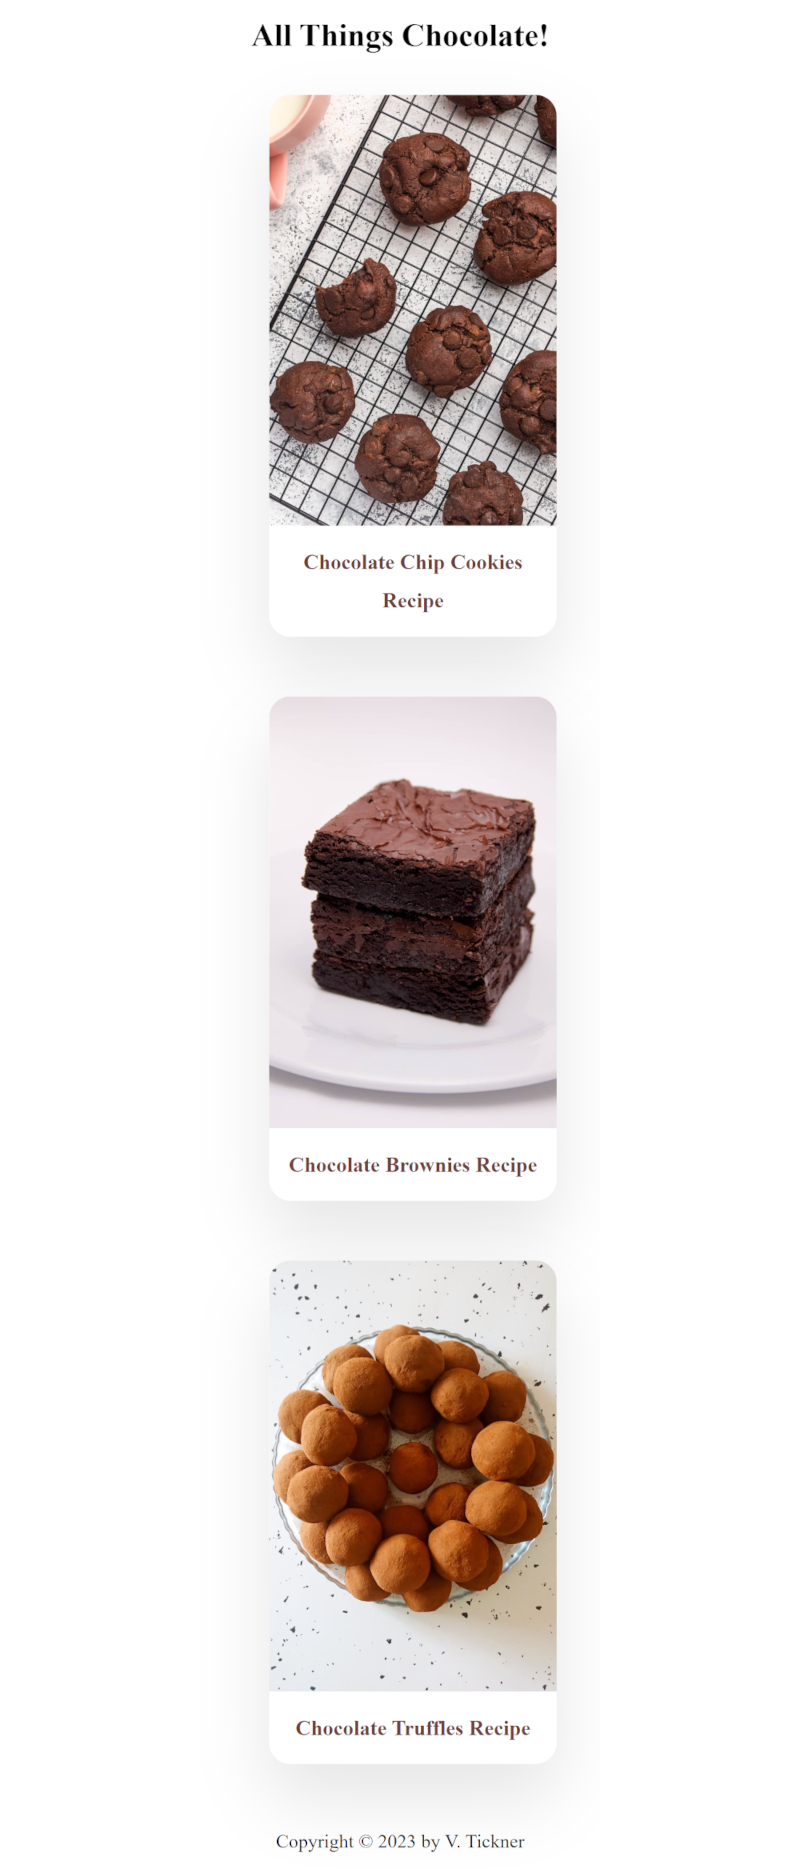 All Things Chocolate!
Chocolate Chip Cookies
Recipe
Chocolate Brownies Recipe
Chocolate Truffles Recipe
Copyright © 2023 by V. Tickner